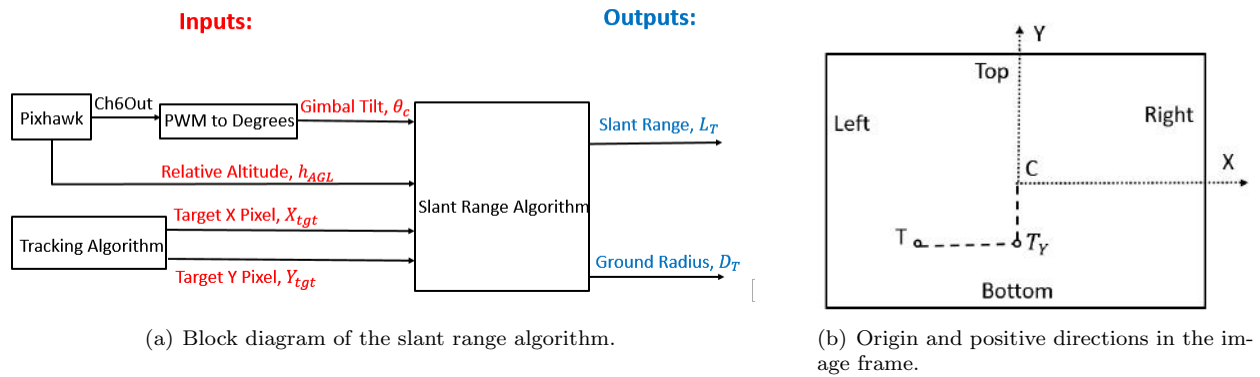 Inputs:
Outputs:
Pixhawk
Ch6Out
PWM to Degrees
Gimbal Tilt, θc
Relative Altitude, hAGL
Tracking Algorithm
Target X Pixel, Xtgt
Target Y Pixel, Ytgt
Slant Range Algorithm
Slant Range, LT
Ground Radius, DT
(a) Block diagram of the slant range algorithm.
Y
Top
Left
Right
X
C
T
TY
Bottom
(b) Origin and positive directions in the im-
age frame.